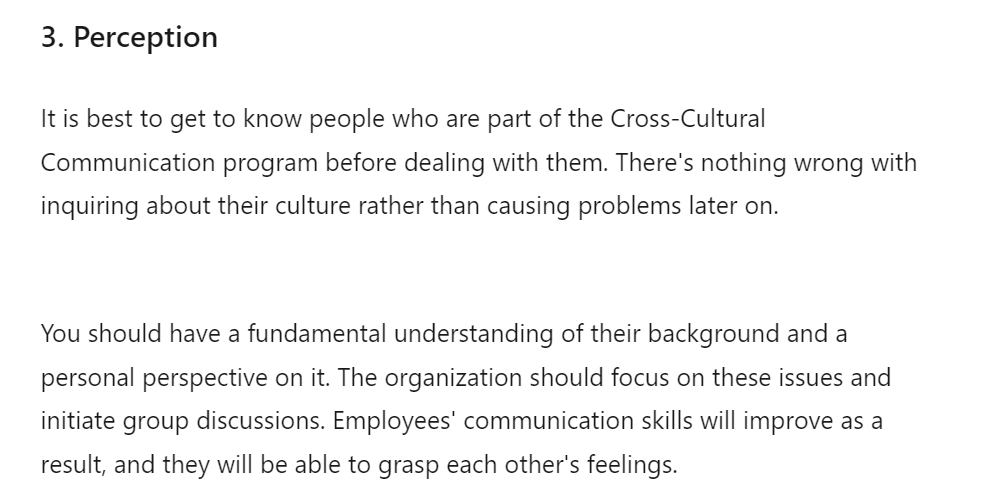 3. Perception
It is best to get to know people who are part of the Cross-Cultural
Communication program before dealing with them. There's nothing wrong with
inquiring about their culture rather than causing problems later on.
You should have a fundamental understanding of their background and a
personal perspective on it. The organization should focus on these issues and
initiate group discussions. Employees' communication skills will improve as a
result, and they will be able to grasp each other's feelings.